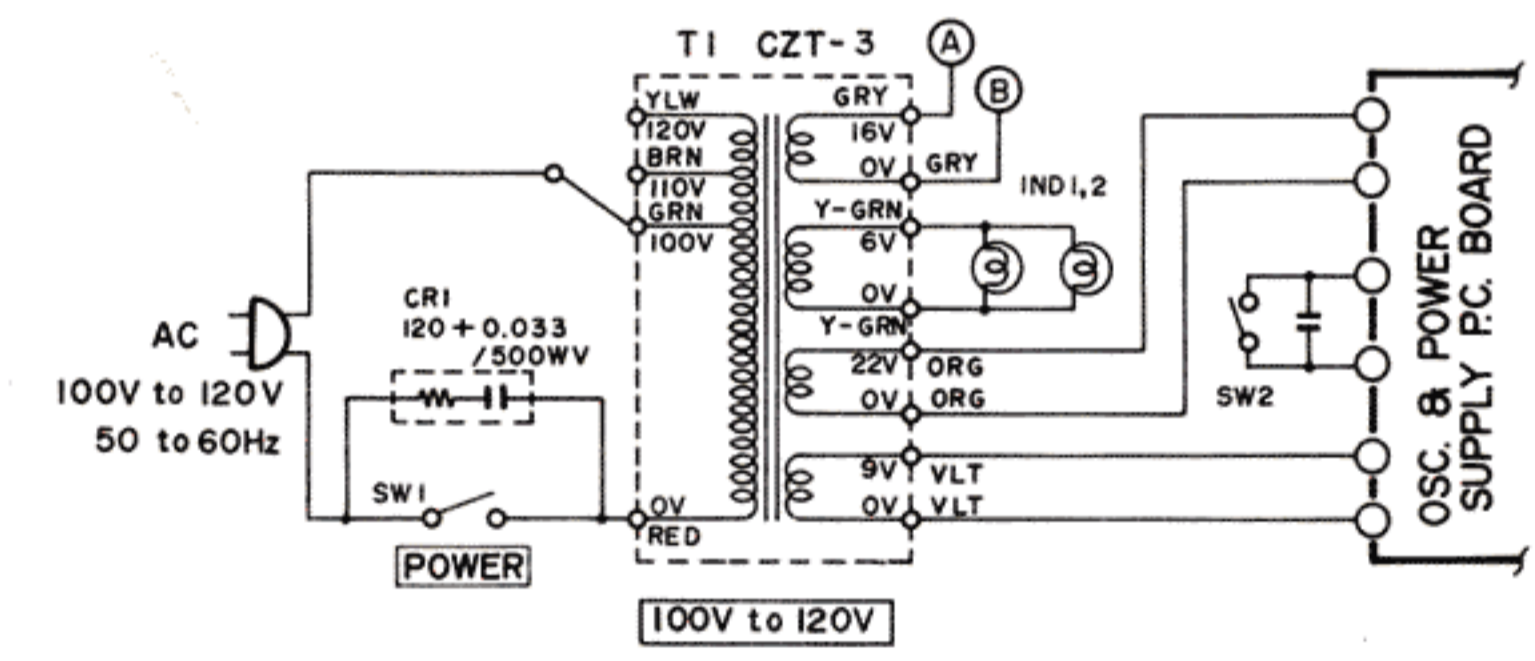 T1 CZT-3
A
B
YLW
120V
BRN
110V
GRN
100V
0V
RED
GRY
16V
0V
GRY
Y-GRN
6V
0V
Y-GRN
22V
ORG
0V
ORG
9V
VLT
0V
VLT
IND1,2
AC
100V to 120V
50 to 60Hz
CR1
120+0.033
/500WV
SW1
POWER
100V to 120V
SW2
OSC. & POWER
SUPPLY P.C. BOARD